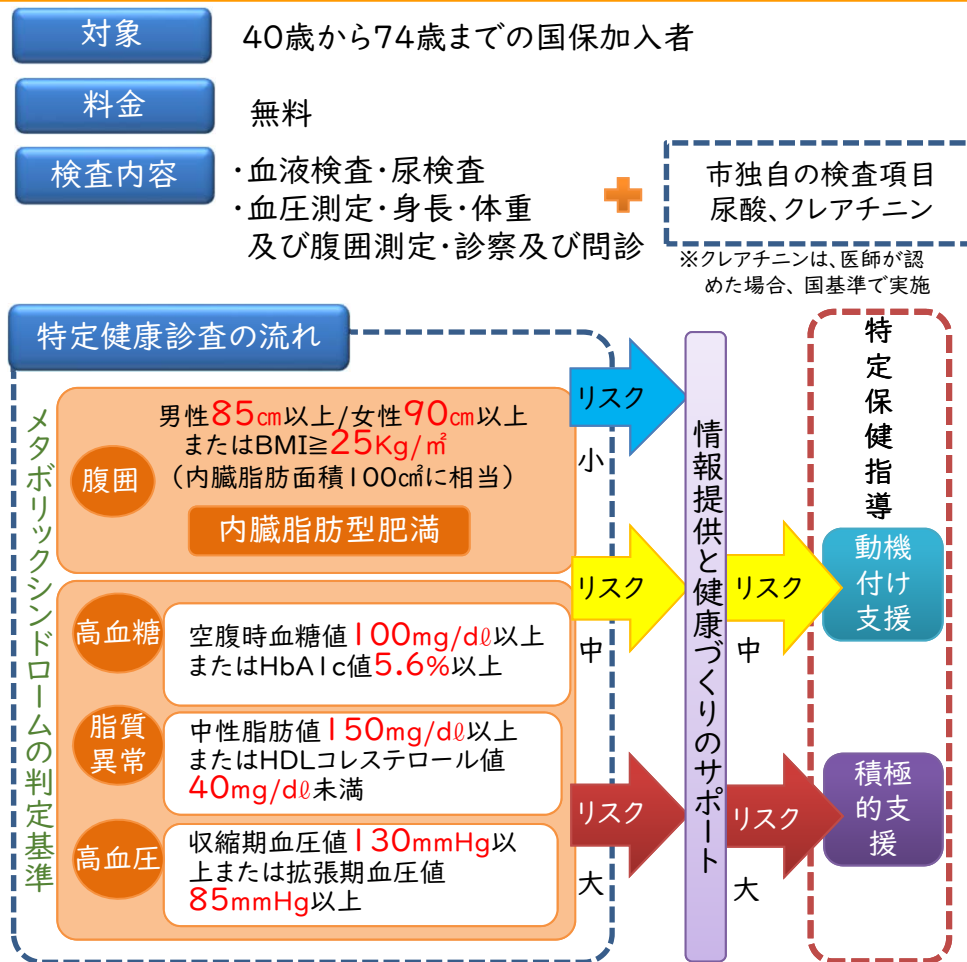 対象
40歳から74歳までの国保加入者
料金
無料
検査内容
・血液検査・尿検査
・血圧測定・身長・体重
及び腹囲測定・診察及び問診
市独自の検査項目
尿酸、クレアチニン
※クレアチニンは、医師が認
めた場合、国基準で実施
特定健康診査の流れ
メタボリックシンドロームの判定基準
腹囲
男性85㎝以上/女性90㎝以上
またはBMI≧25Kg/㎡
(内臓脂肪面積100㎠に相当)
内臓脂肪型肥満
高血糖
空腹時血糖値100mg/dℓ以上
またはHbA1c値5.6%以上
脂質
異常
中性脂肪値150mg/dℓ以上
またはHDLコレステロール値
40mg/dℓ未満
高血圧
収縮期血圧値130mmHg以
上または拡張期血圧値
85mmHg以上
リスク
小
リスク
中
リスク
大
情報提供と健康づくりのサポート
リスク
中
リスク
大
特定保健指導
動機
付け
支援
積極
的支
援